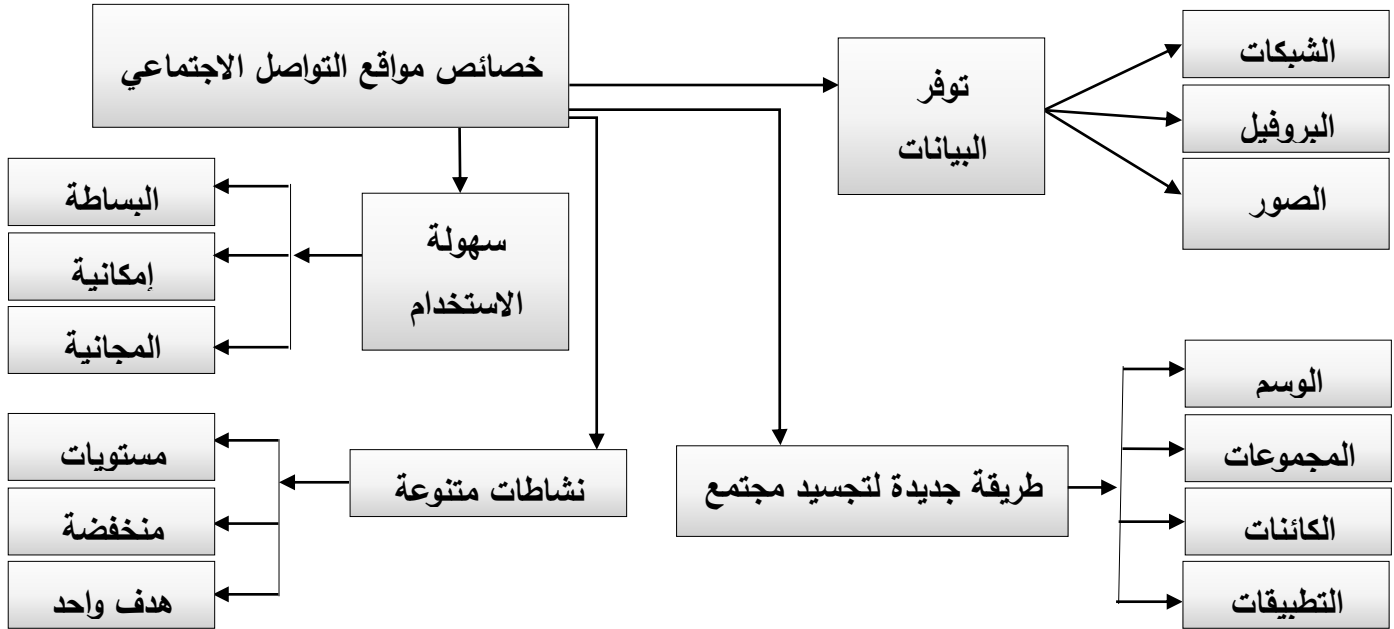 خصائص مواقع التواصل الاجتماعي
توفر
البيانات
الشبكات
البروفيل
الصور
سهولة
الاستخدام
البساطة
إمكانية
المجانية
طريقة جديدة لتجسيد مجتمع
الوسم
المجموعات
الكائنات
التطبيقات
نشاطات متنوعة
مستويات
منخفضة
هدف واحد